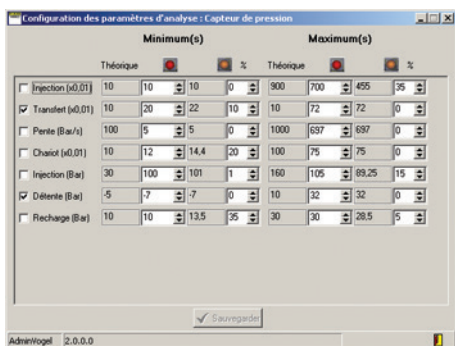 Configuration des paramètres d'analyse : Capteur de pression
Minimum(s) Maximum(s)
Théorique % Théorique %
Injection (x0,01) 10 10 10 0 900 700 455 35
Transfert (x0,01) 10 20 22 10 10 72 72 0
Pente (Bar/s) 100 5 5 0 1000 697 697 0
Chariot (x0,01) 10 12 14,4 20 100 75 75 0
Injection (Bar) 30 100 101 1 160 105 89,25 15
Détente (Bar) -5 -7 -7 0 10 32 32 0
Recharge (Bar) 10 10 13,5 35 30 30 28,5 5
Sauvegarder
AdminVogel 2.0.0.0